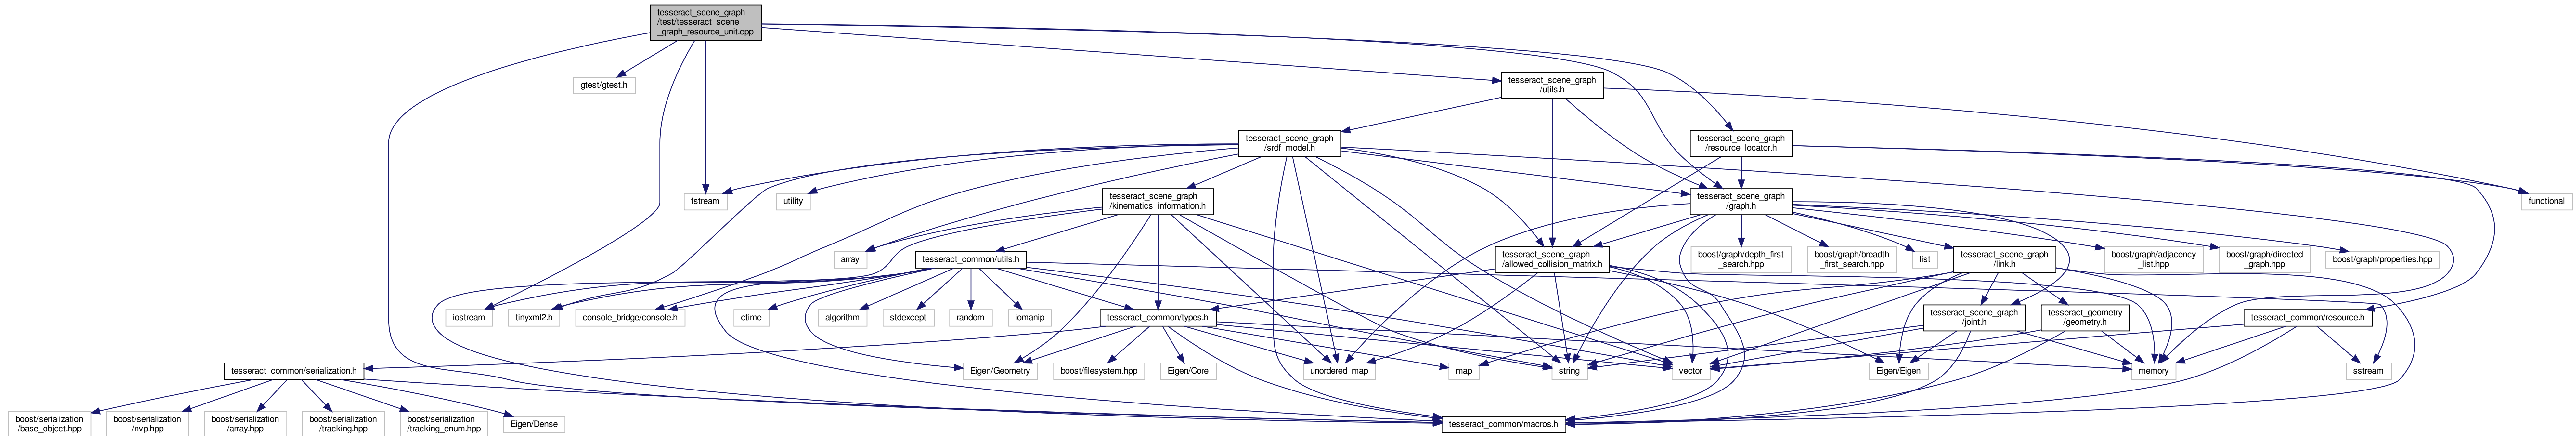 tesseract_scene_graph
/test/tesseract_scene
_graph_resource_unit.cpp
gtest/gtest.h
tesseract_scene_graph
/utils.h
tesseract_scene_graph
/srdf_model.h
tesseract_scene_graph
/resource_locator.h
fstream
utility
tesseract_scene_graph
/kinematics_information.h
tesseract_scene_graph
/graph.h
functional
array
tesseract_common/utils.h
tesseract_scene_graph
/allowed_collision_matrix.h
boost/graph/depth_first
_search.hpp
boost/graph/breadth
_first_search.hpp
list
tesseract_scene_graph
/link.h
boost/graph/adjacency
_list.hpp
boost/graph/directed
_graph.hpp
boost/graph/properties.hpp
iostream
tinyxml2.h
console_bridge/console.h
ctime
algorithm
stdexcept
random
iomanip
tesseract_common/types.h
tesseract_scene_graph
/joint.h
tesseract_geometry
/geometry.h
tesseract_common/resource.h
tesseract_common/serialization.h
Eigen/Geometry
boost/filesystem.hpp
Eigen/Core
unordered_map
map
string
vector
Eigen/Eigen
memory
sstream
boost/serialization
/base_object.hpp
boost/serialization
/nvp.hpp
boost/serialization
/array.hpp
boost/serialization
/tracking.hpp
boost/serialization
/tracking_enum.hpp
Eigen/Dense
tesseract_common/macros.h